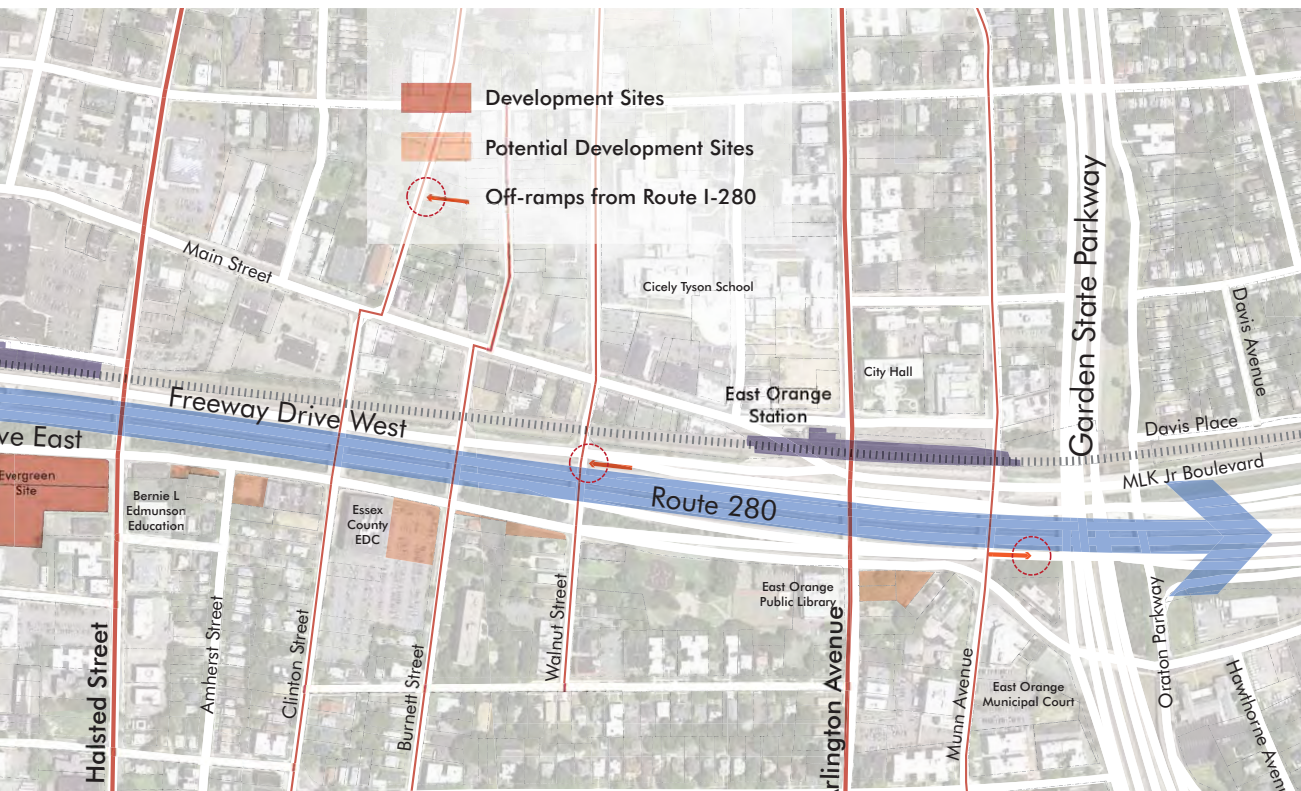 Development Sites
Potential Development Sites
Off-ramps from Route I-280
Main Street
Cicely Tyson School
Davis Avenue
Garden State Parkway
City Hall
East Orange
Station
Freeway Drive West
Davis Place
ve East
MLK Jr Boulevard
Evergreen
Site
Bernie L
Edmunson
Education
Essex
County
EDC
Route 280
East Orange
Public Library
Halsted Street
Amherst Street
Clinton Street
Burnett Street
Walnut Street
rlington Avenue
Munn Avenue
East Orange
Municipal Court
Oraton Parkway
Hawthorne Aven